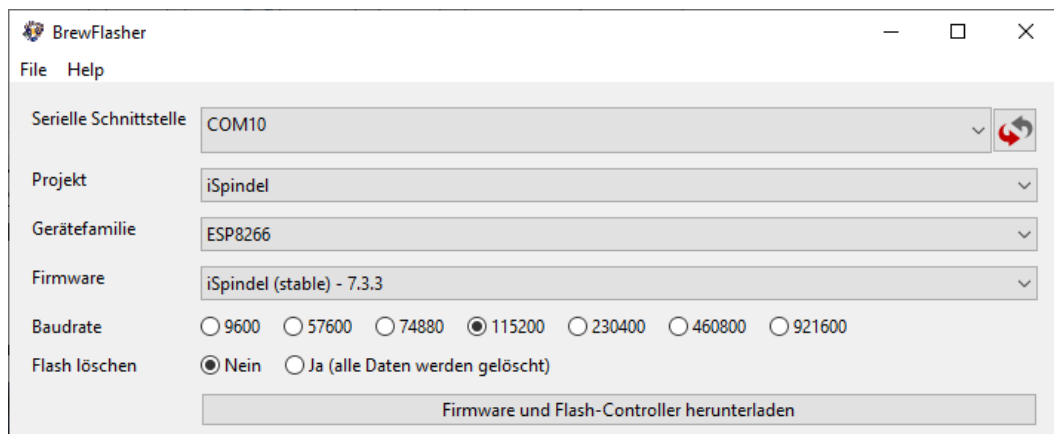 BrewFlasher
File Help
Serielle Schnittstelle COM10
Projekt iSpindel
Gerätefamilie ESP8266
Firmware iSpindel (stable) - 7.3.3
Baudrate 9600 57600 74880 115200 230400 460800 921600
Flash löschen Nein Ja (alle Daten werden gelöscht)
Firmware und Flash-Controller herunterladen